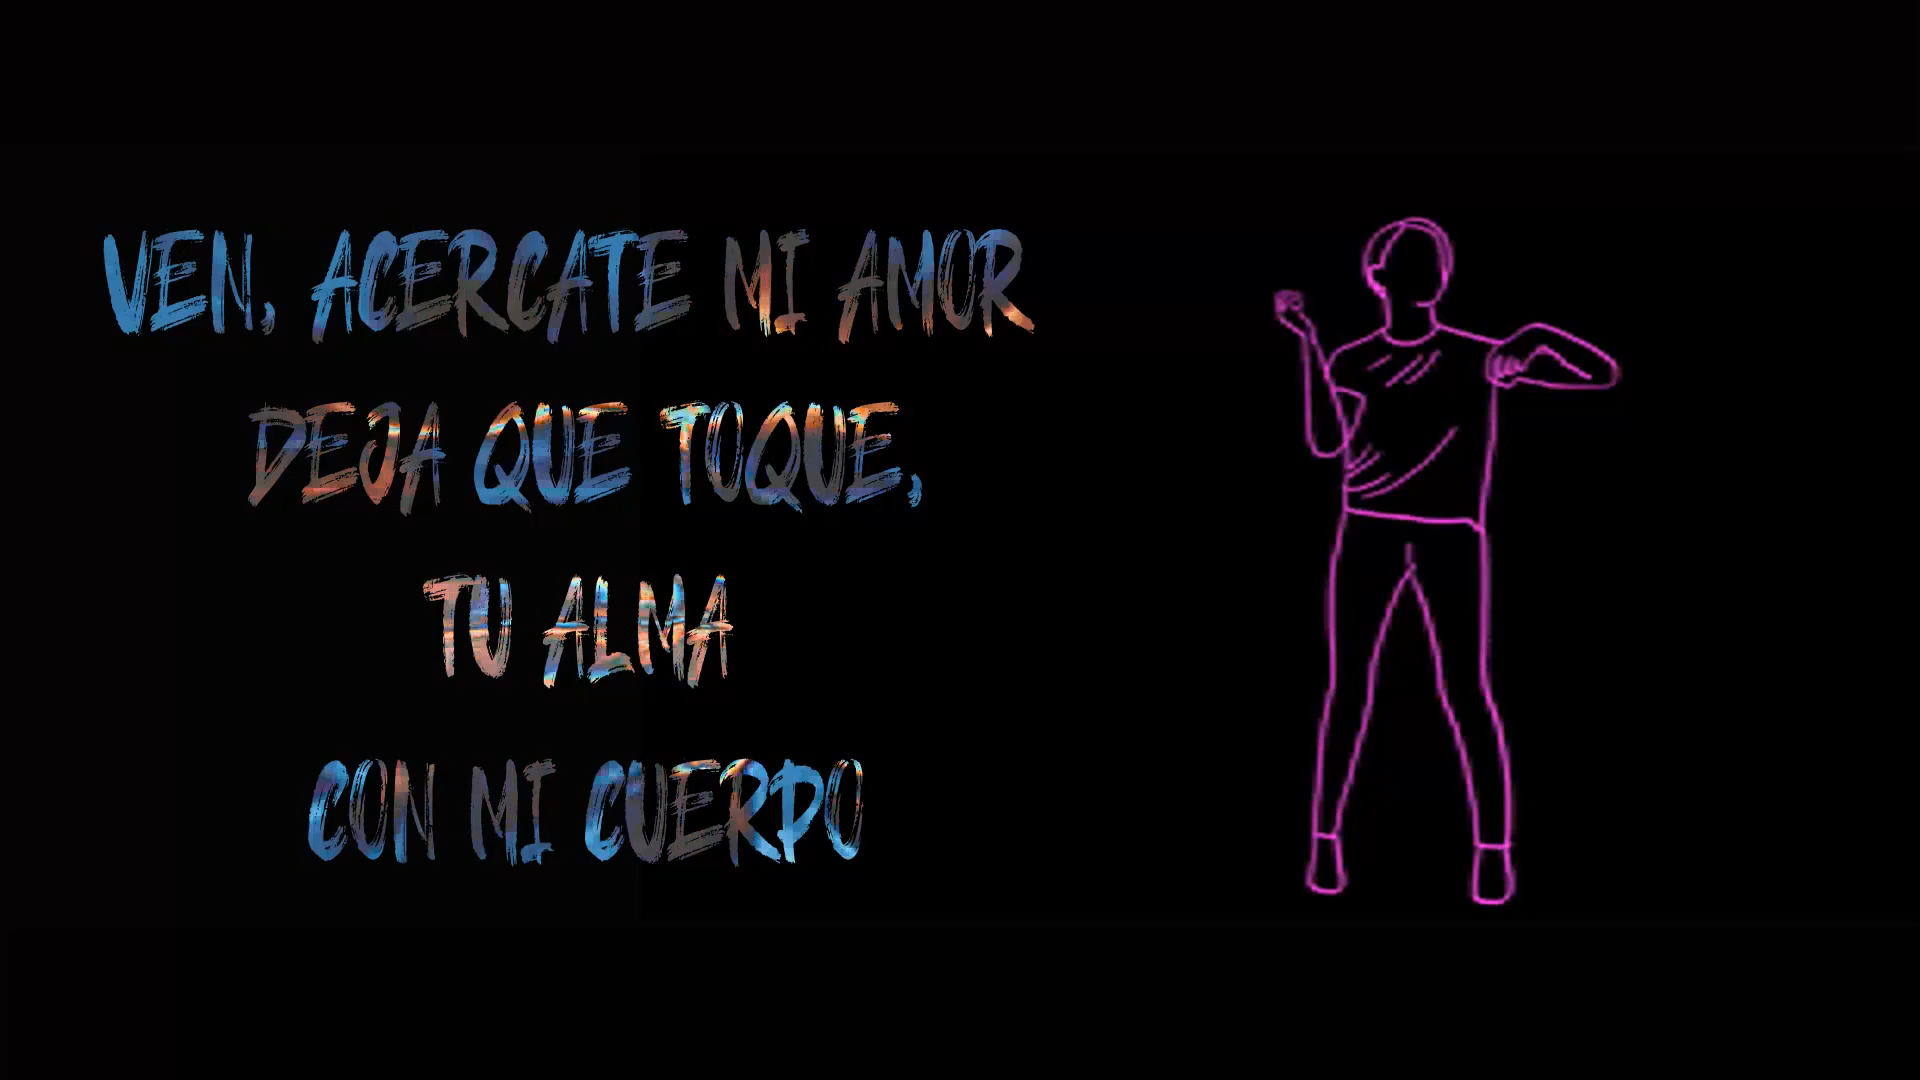 VEN, ACERCATE MI AMOR
DEJA QUE TOQUE,
TU ALMA
CON MI CUERPO